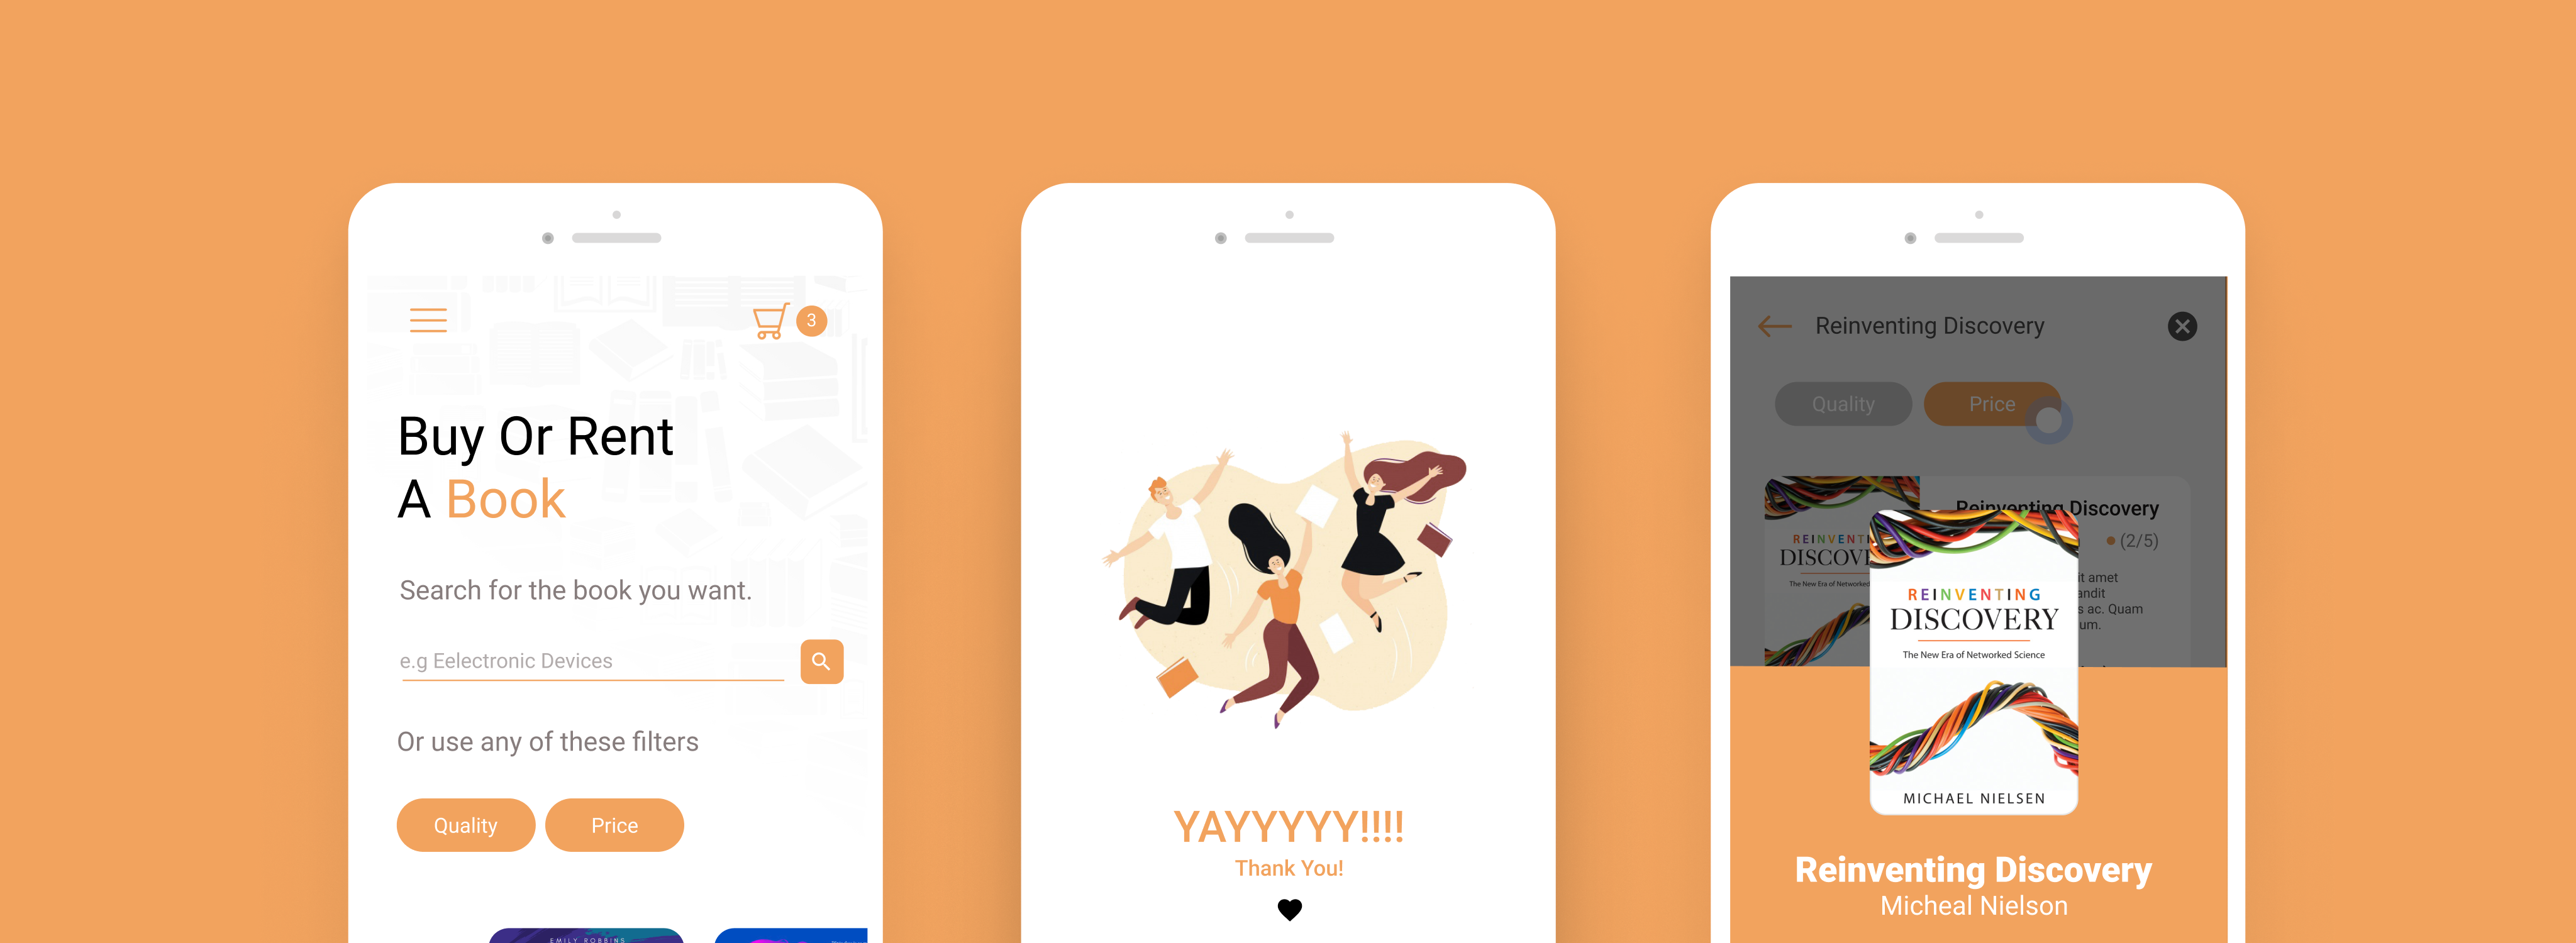 3
Buy Or Rent
A Book
Search for the book you want.
e.g Eelectronic Devices
Or use any of these filters
Quality
Price
EMILY ROBBINS
YAYYYYY!!!!
Thank You!
Reinventing Discovery
Quality
Price
Reinventing Discovery
(2/5)
REINVENTI
DISCOVE
The New Era of Networked
it amet
andit
s ac. Quam
um.
REINVENTING
DISCOVERY
The New Era of Networked Science
MICHAEL NIELSEN
Reinventing Discovery
Micheal Nielson